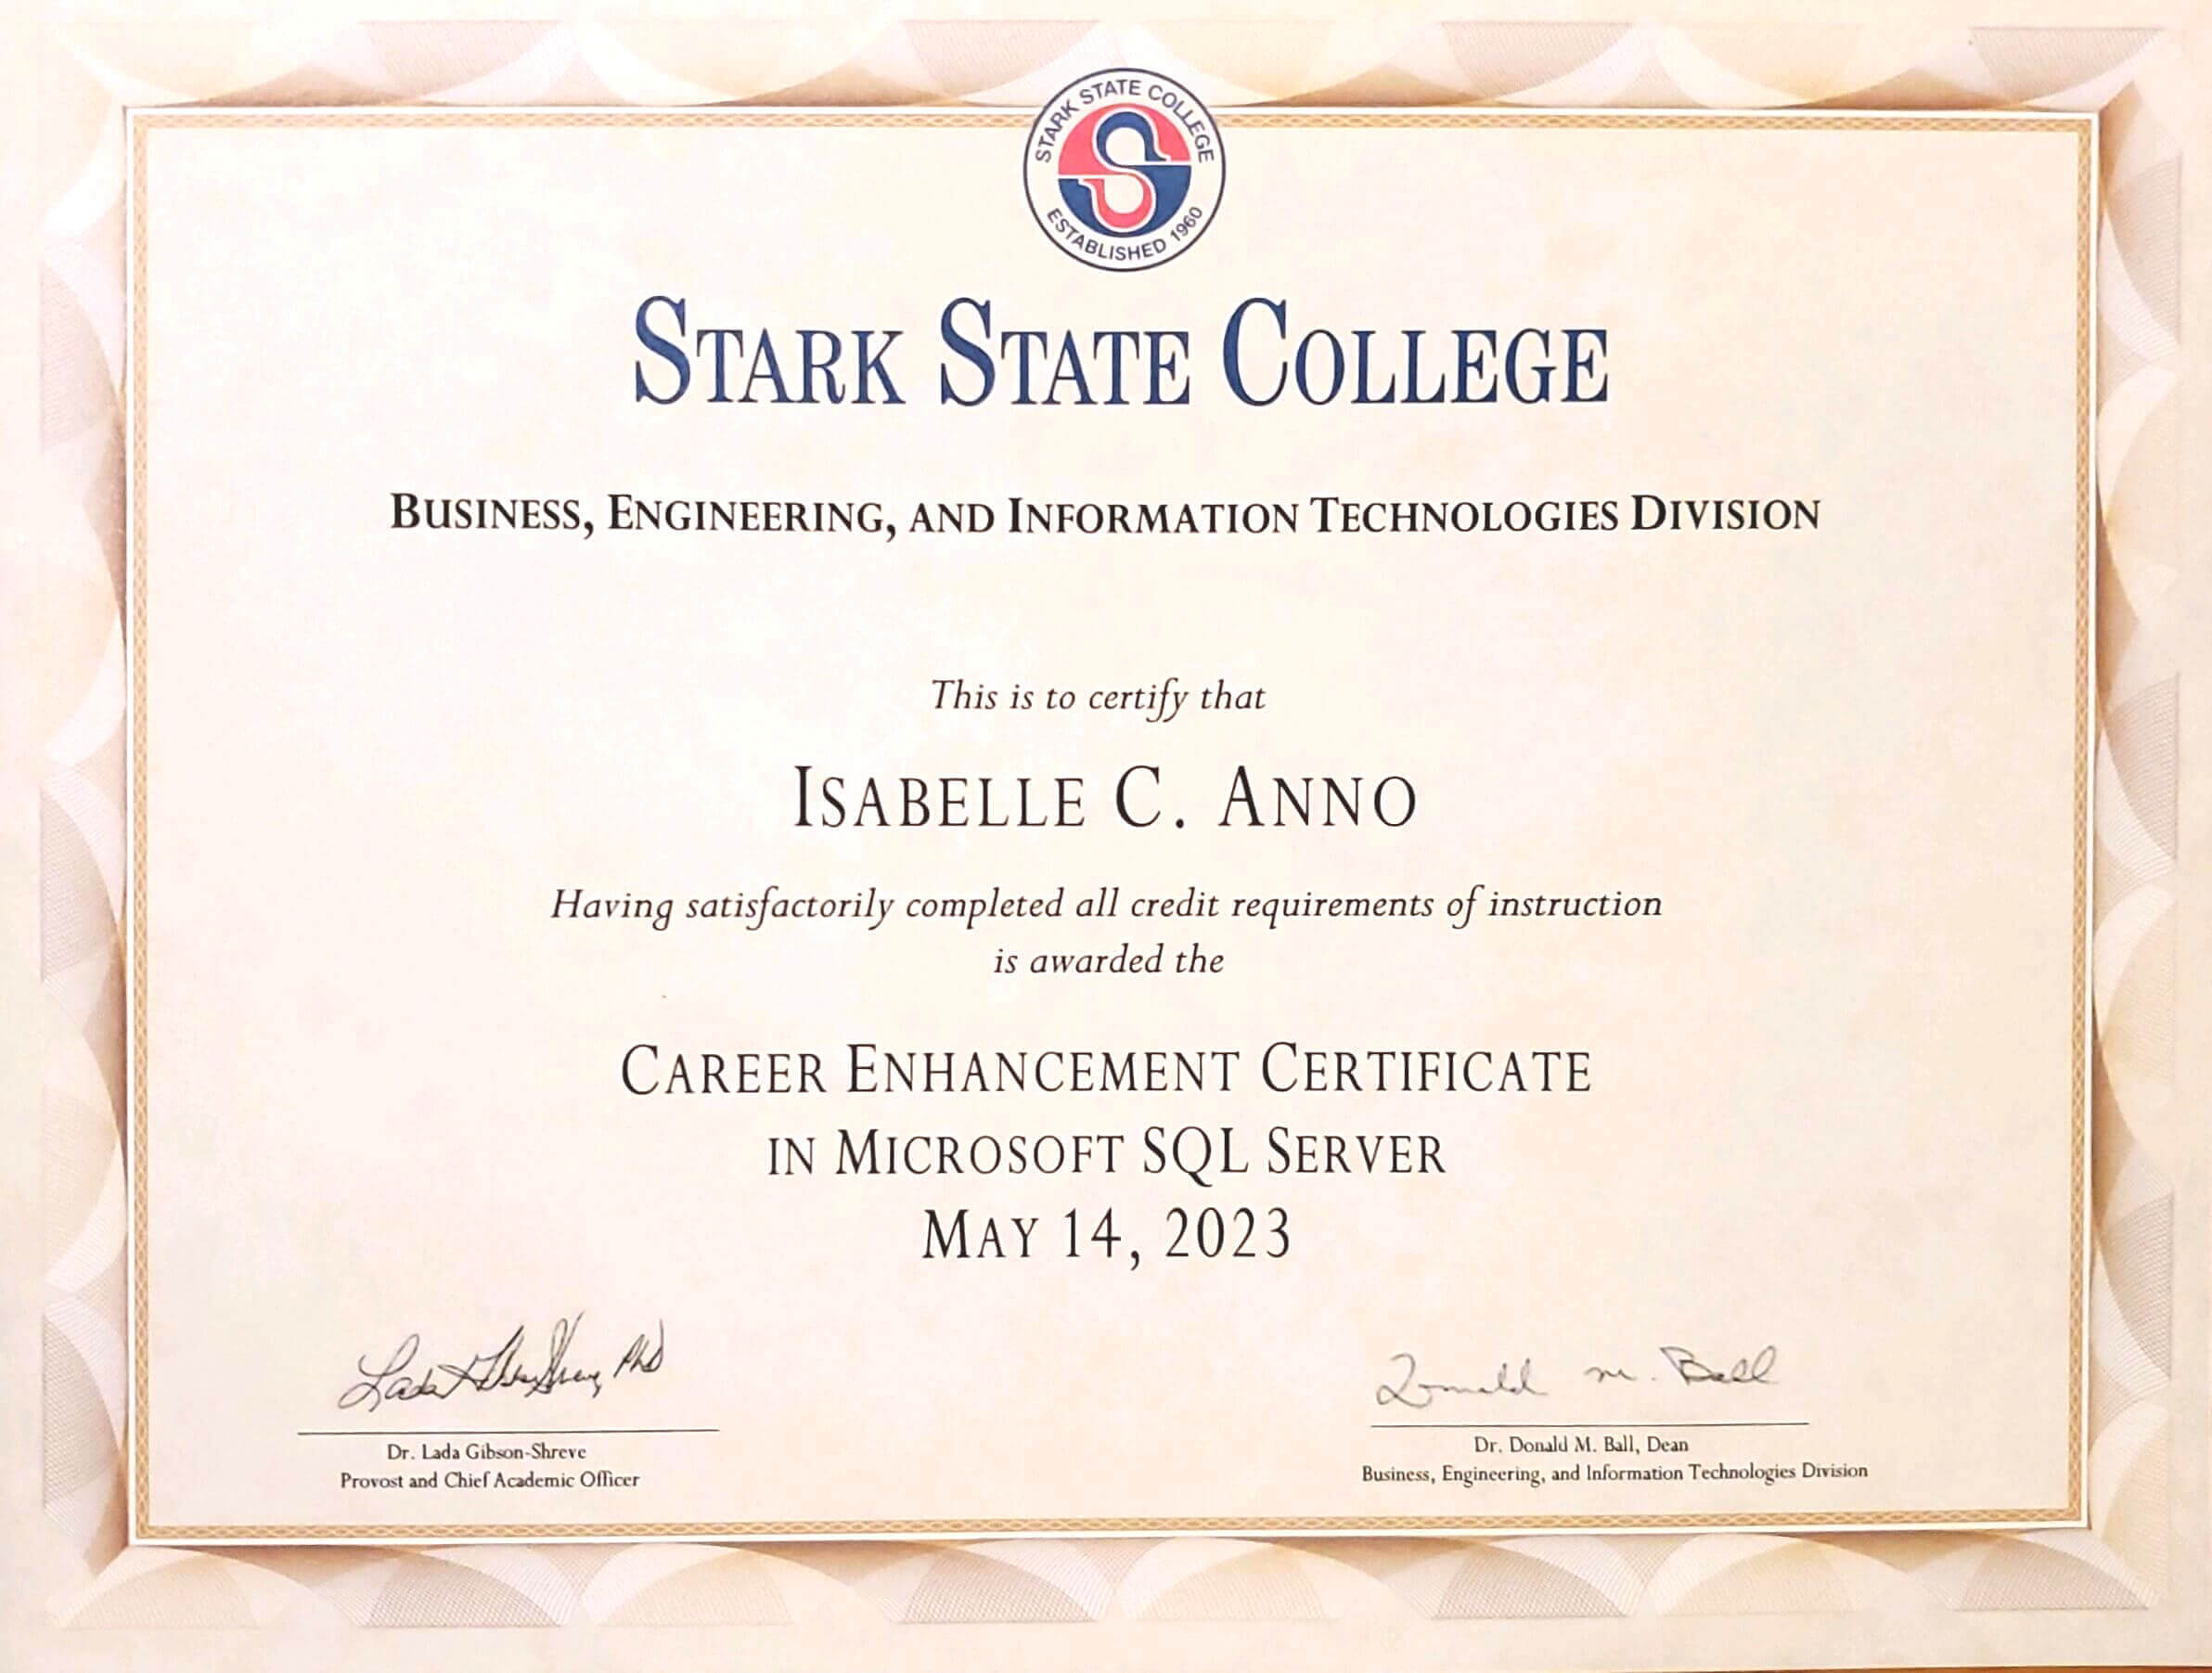 STARK STATE COLLEGE
ESTABLISHED 1960
STARK STATE COLLEGE
BUSINESS, ENGINEERING, AND INFORMATION TECHNOLOGIES DIVISION
This is to certify that
ISABELLE C. ANNO
Having satisfactorily completed all credit requirements of instruction
is awarded the
CAREER ENHANCEMENT CERTIFICATE
IN MICROSOFT SQL SERVER
MAY 14, 2023
Lada Gibson-Shreve, PhD
Donald M. Ball
Dr. Lada Gibson-Shreve
Provost and Chief Academic Officer
Dr. Donald M. Ball, Dean
Business, Engineering, and Information Technologies Division